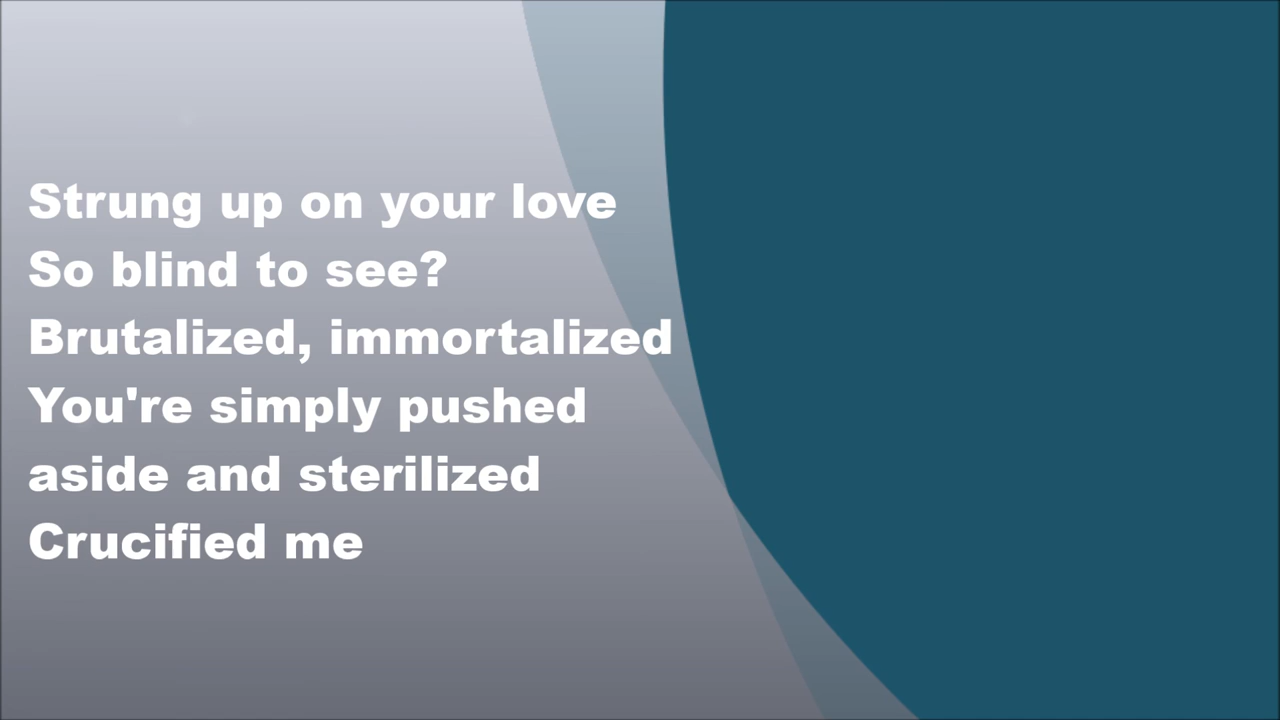 Strung up on your love
So blind to see?
Brutalized, immortalized
You're simply pushed
aside and sterilized
Crucified me